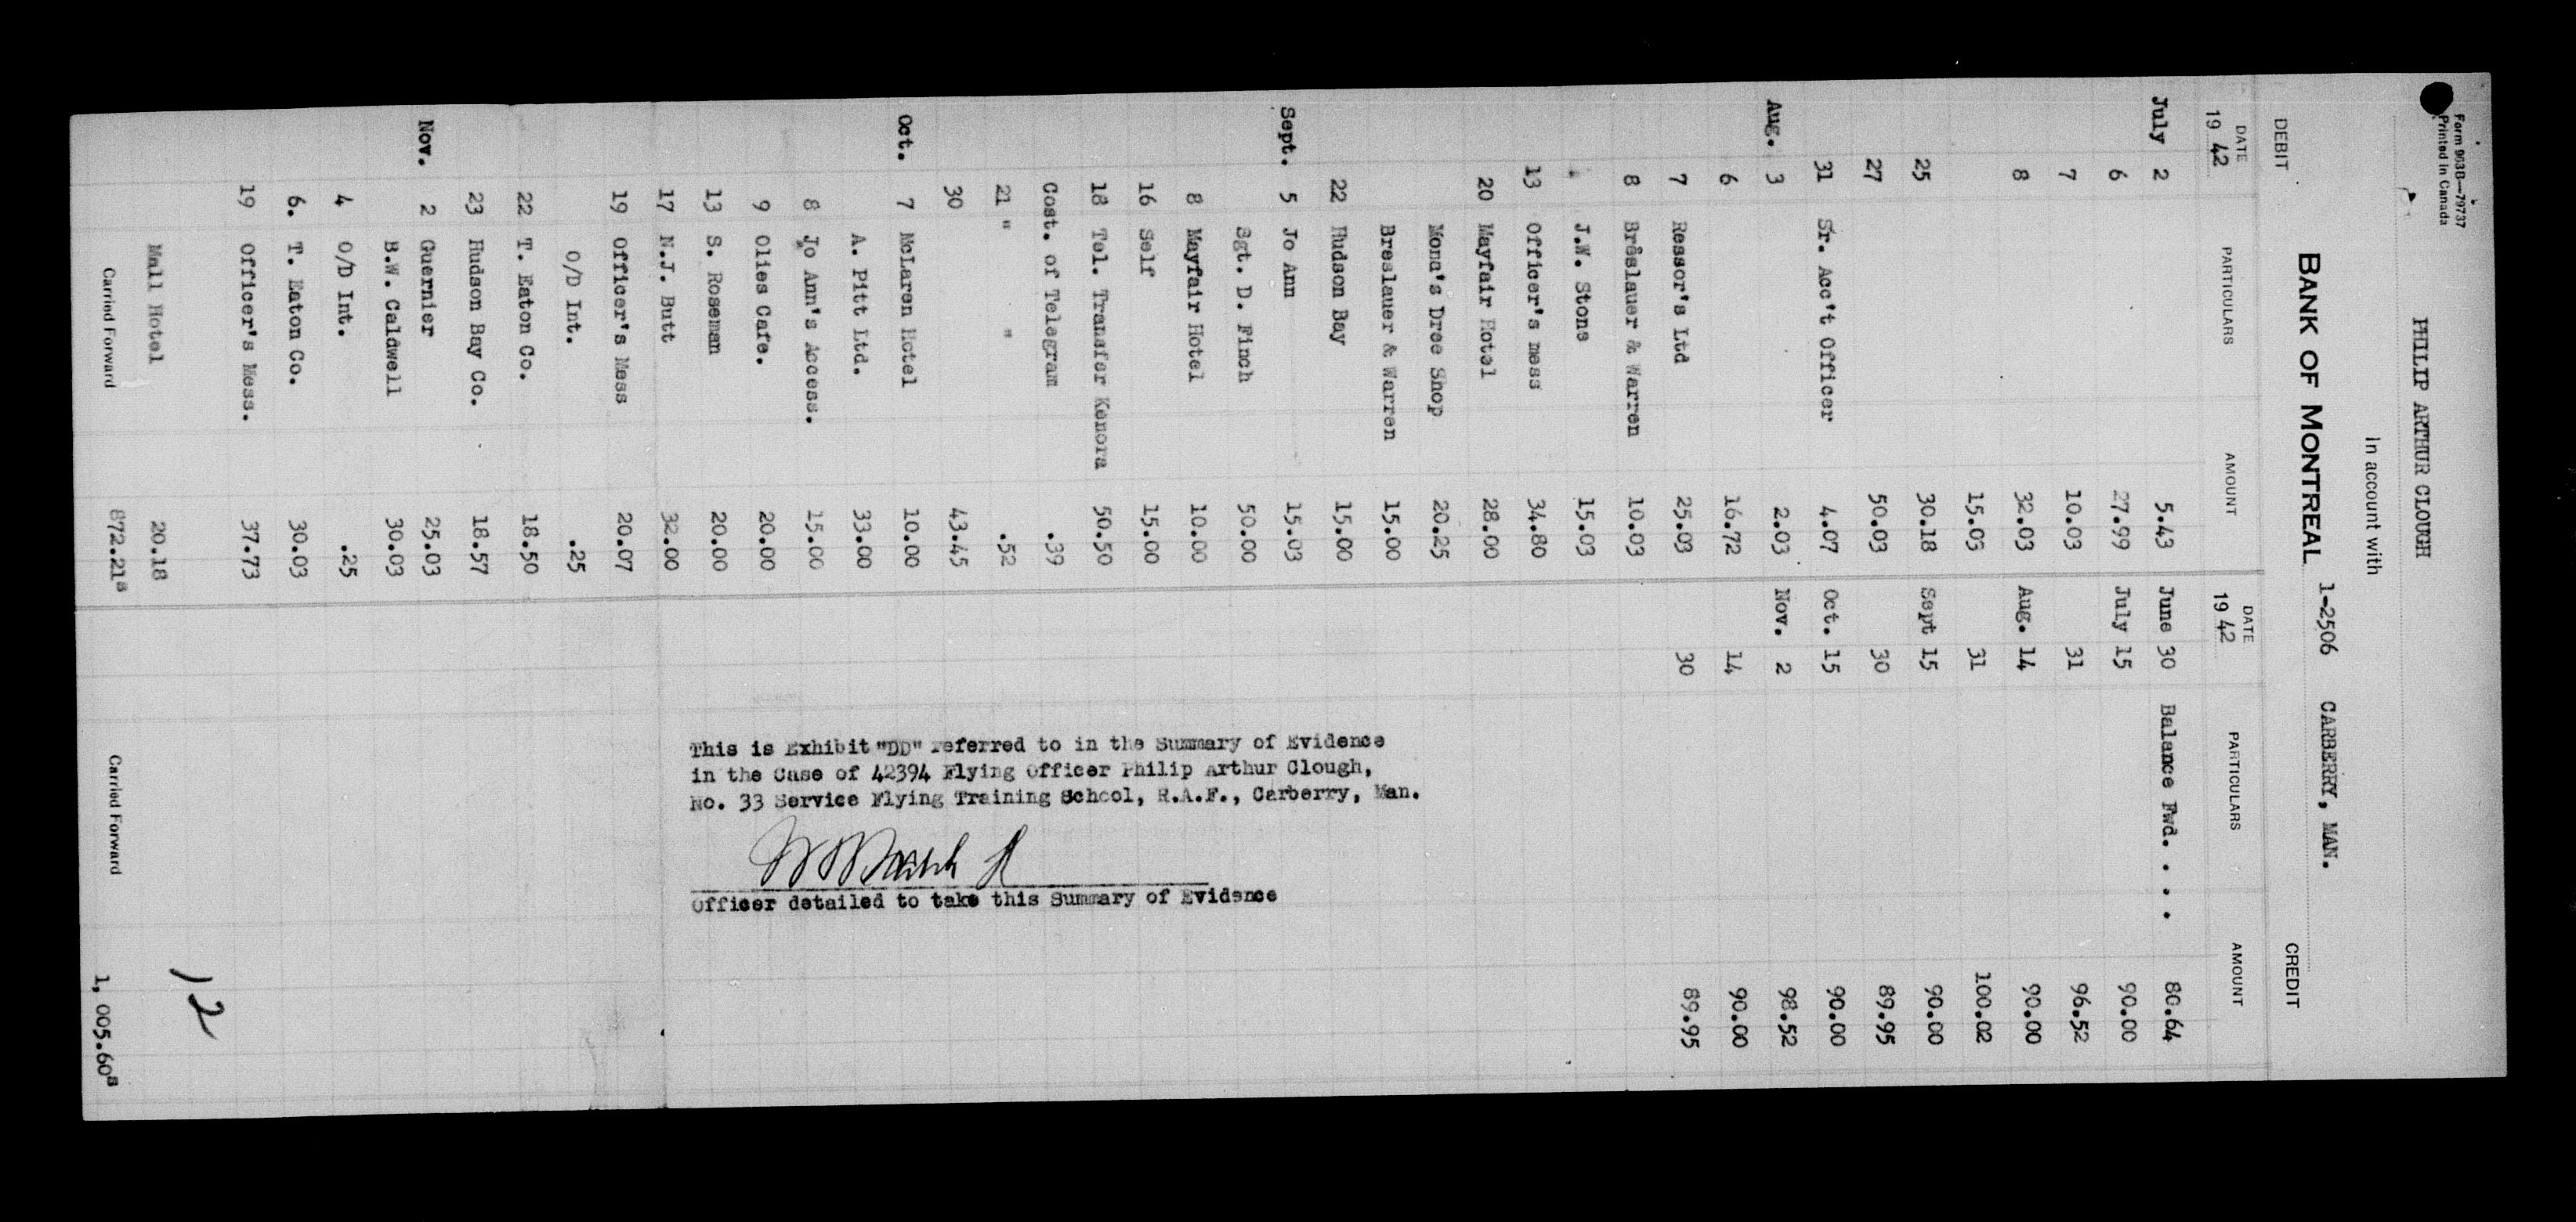 Form 903B—79737
Printed in Canada
PHILIP ARTHUR CLOUGH
In account with
BANK OF MONTREAL 1-2506 CARBERRY, MAN.
DEBIT CREDIT
DATE PARTICULARS AMOUNT DATE PARTICULARS AMOUNT
19 42 19 42
July 2 5.43 June 30 Balance Fwd. . . . 80.64
6 27.99 July 15 90.00
7 10.03 31 96.52
8 32.03 Aug. 14 90.00
15.03 31 100.02
25 30.18 Sept 15 90.00
27 50.03 30 89.95
31 Sr. Acc't Officer 4.07 Oct. 15 90.00
Aug. 3 2.03 Nov. 2 98.52
6 16.72 14 90.00
7 Ressor's Ltd 25.03 30 89.95
8 Breslauer & Warren 10.03
J.W. Stone 15.03
13 Officer's mess 34.80
20 Mayfair Hotel 28.00
Mona's Dree Shop 20.25
Breslauer & Warren 15.00
22 Hudson Bay 15.00
Sept. 5 Jo Ann 15.03
Sgt. D. Finch 50.00
8 Mayfair Hotel 10.00
16 Self 15.00
18 Tel. Transfer Kenora 50.50
Cost. of Telegram .39
21 " " .52
30 43.45
Oct. 7 McLaren Hotel 10.00
A. Pitt Ltd. 33.00
8 Jo Ann's Access. 15.00
9 Olies Cafe. 20.00
13 S. Roseman 20.00
17 N.J. Butt 32.00
19 Officer's Mess 20.07
O/D Int. .25
22 T. Eaton Co. 18.50
23 Hudson Bay Co. 18.57
Nov. 2 Guernier 25.03
B.W. Caldwell 30.03
4 O/D Int. .25
6. T. Eaton Co. 30.03
19 Officer's Mess. 37.73
Mall Hotel 20.18
Carried Forward 872.21s Carried Forward 1, 005.60s
This is Exhibit "DD" referred to in the Summary of Evidence
in the Case of 42394 Flying Officer Philip Arthur Clough,
No. 33 Service Flying Training School, R.A.F., Carberry, Man.
Officer detailed to take this Summary of Evidence
12